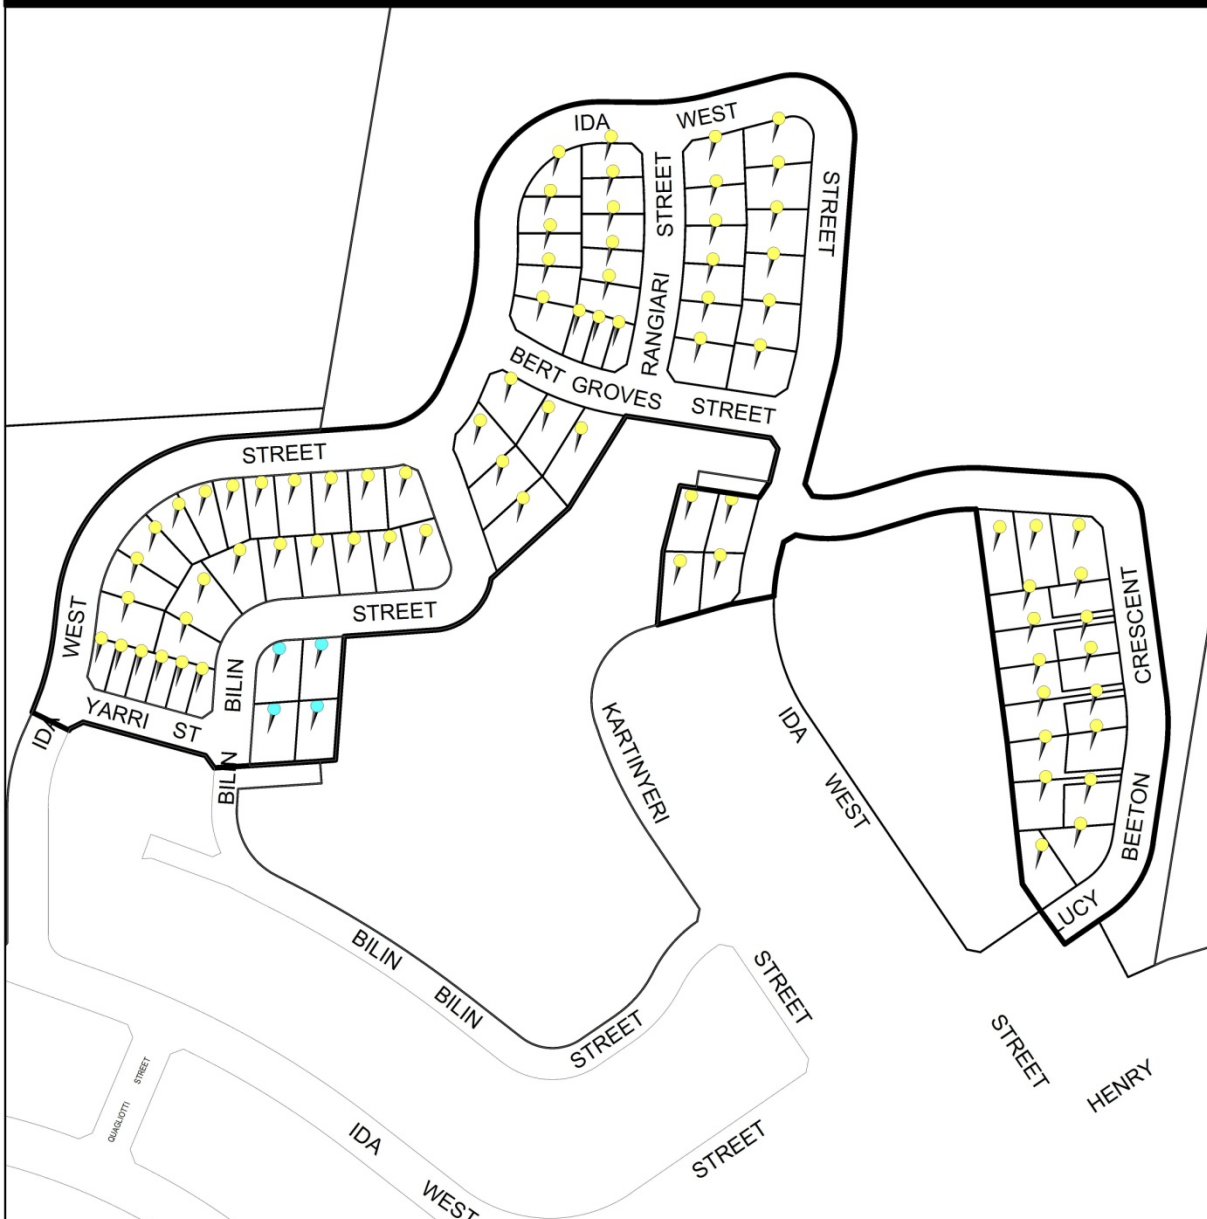 IDA
WEST
STREET
STREET
RANGIARI
BERT GROVES STREET
STREET
WEST
IDA
STREET
BILIN
BILIN
YARRI ST
CRESCENT
BEETON
LUCY
KARTINYERI
IDA
WEST
BILIN
BILIN
STREET
STREET
STREET
HENRY
STREET
QUAGLIOTTI
STREET
IDA
WEST
STREET